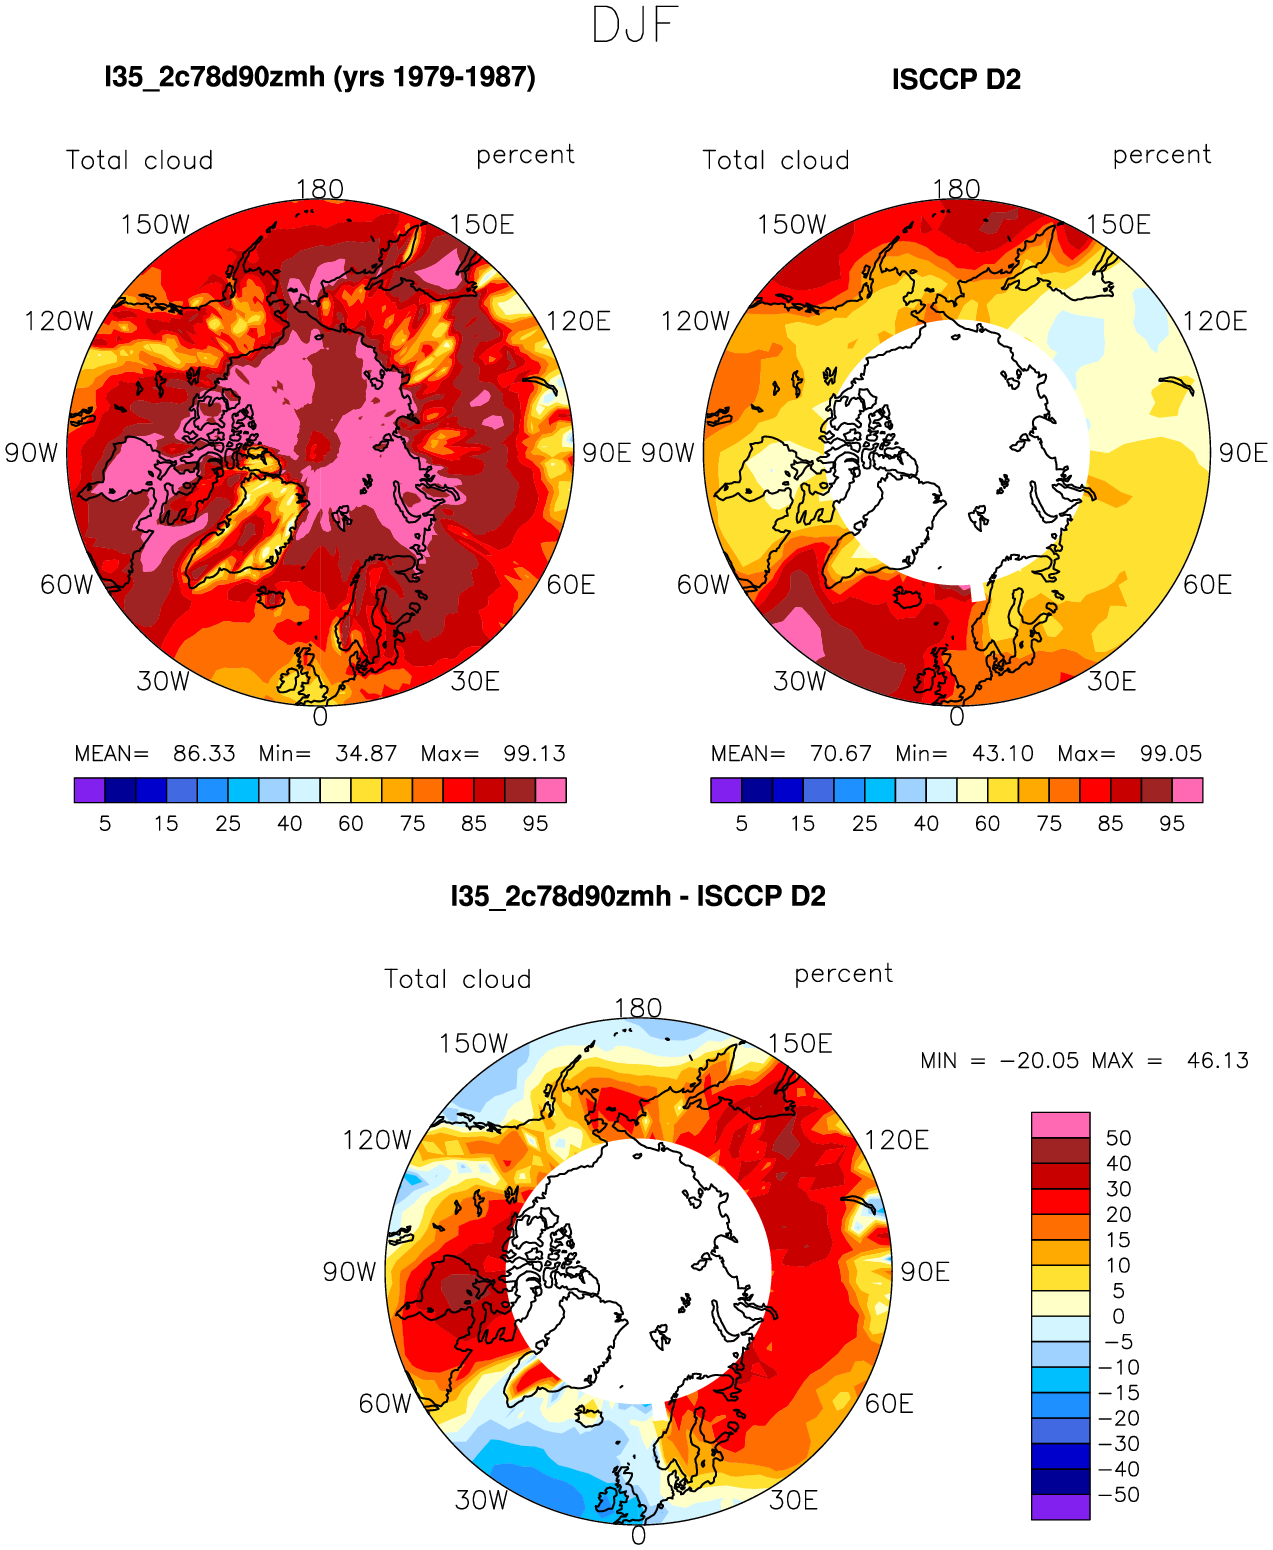 DJF
I35_2c78d90zmh (yrs 1979-1987)
ISCCP D2
Total cloud
percent
180
150W
150E
120W
120E
90W
90E
60W
60E
30W
30E
0
MEAN= 86.33 Min= 34.87 Max= 99.13
5 15 25 40 60 75 85 95
Total cloud
percent
180
150W
150E
120W
120E
90W
90E
60W
60E
30W
30E
0
MEAN= 70.67 Min= 43.10 Max= 99.05
5 15 25 40 60 75 85 95
I35_2c78d90zmh - ISCCP D2
Total cloud
percent
180
150W
150E
120W
120E
90W
90E
60W
60E
30W
30E
0
MIN = -20.05 MAX = 46.13
50
40
30
20
15
10
5
0
-5
-10
-15
-20
-30
-40
-50